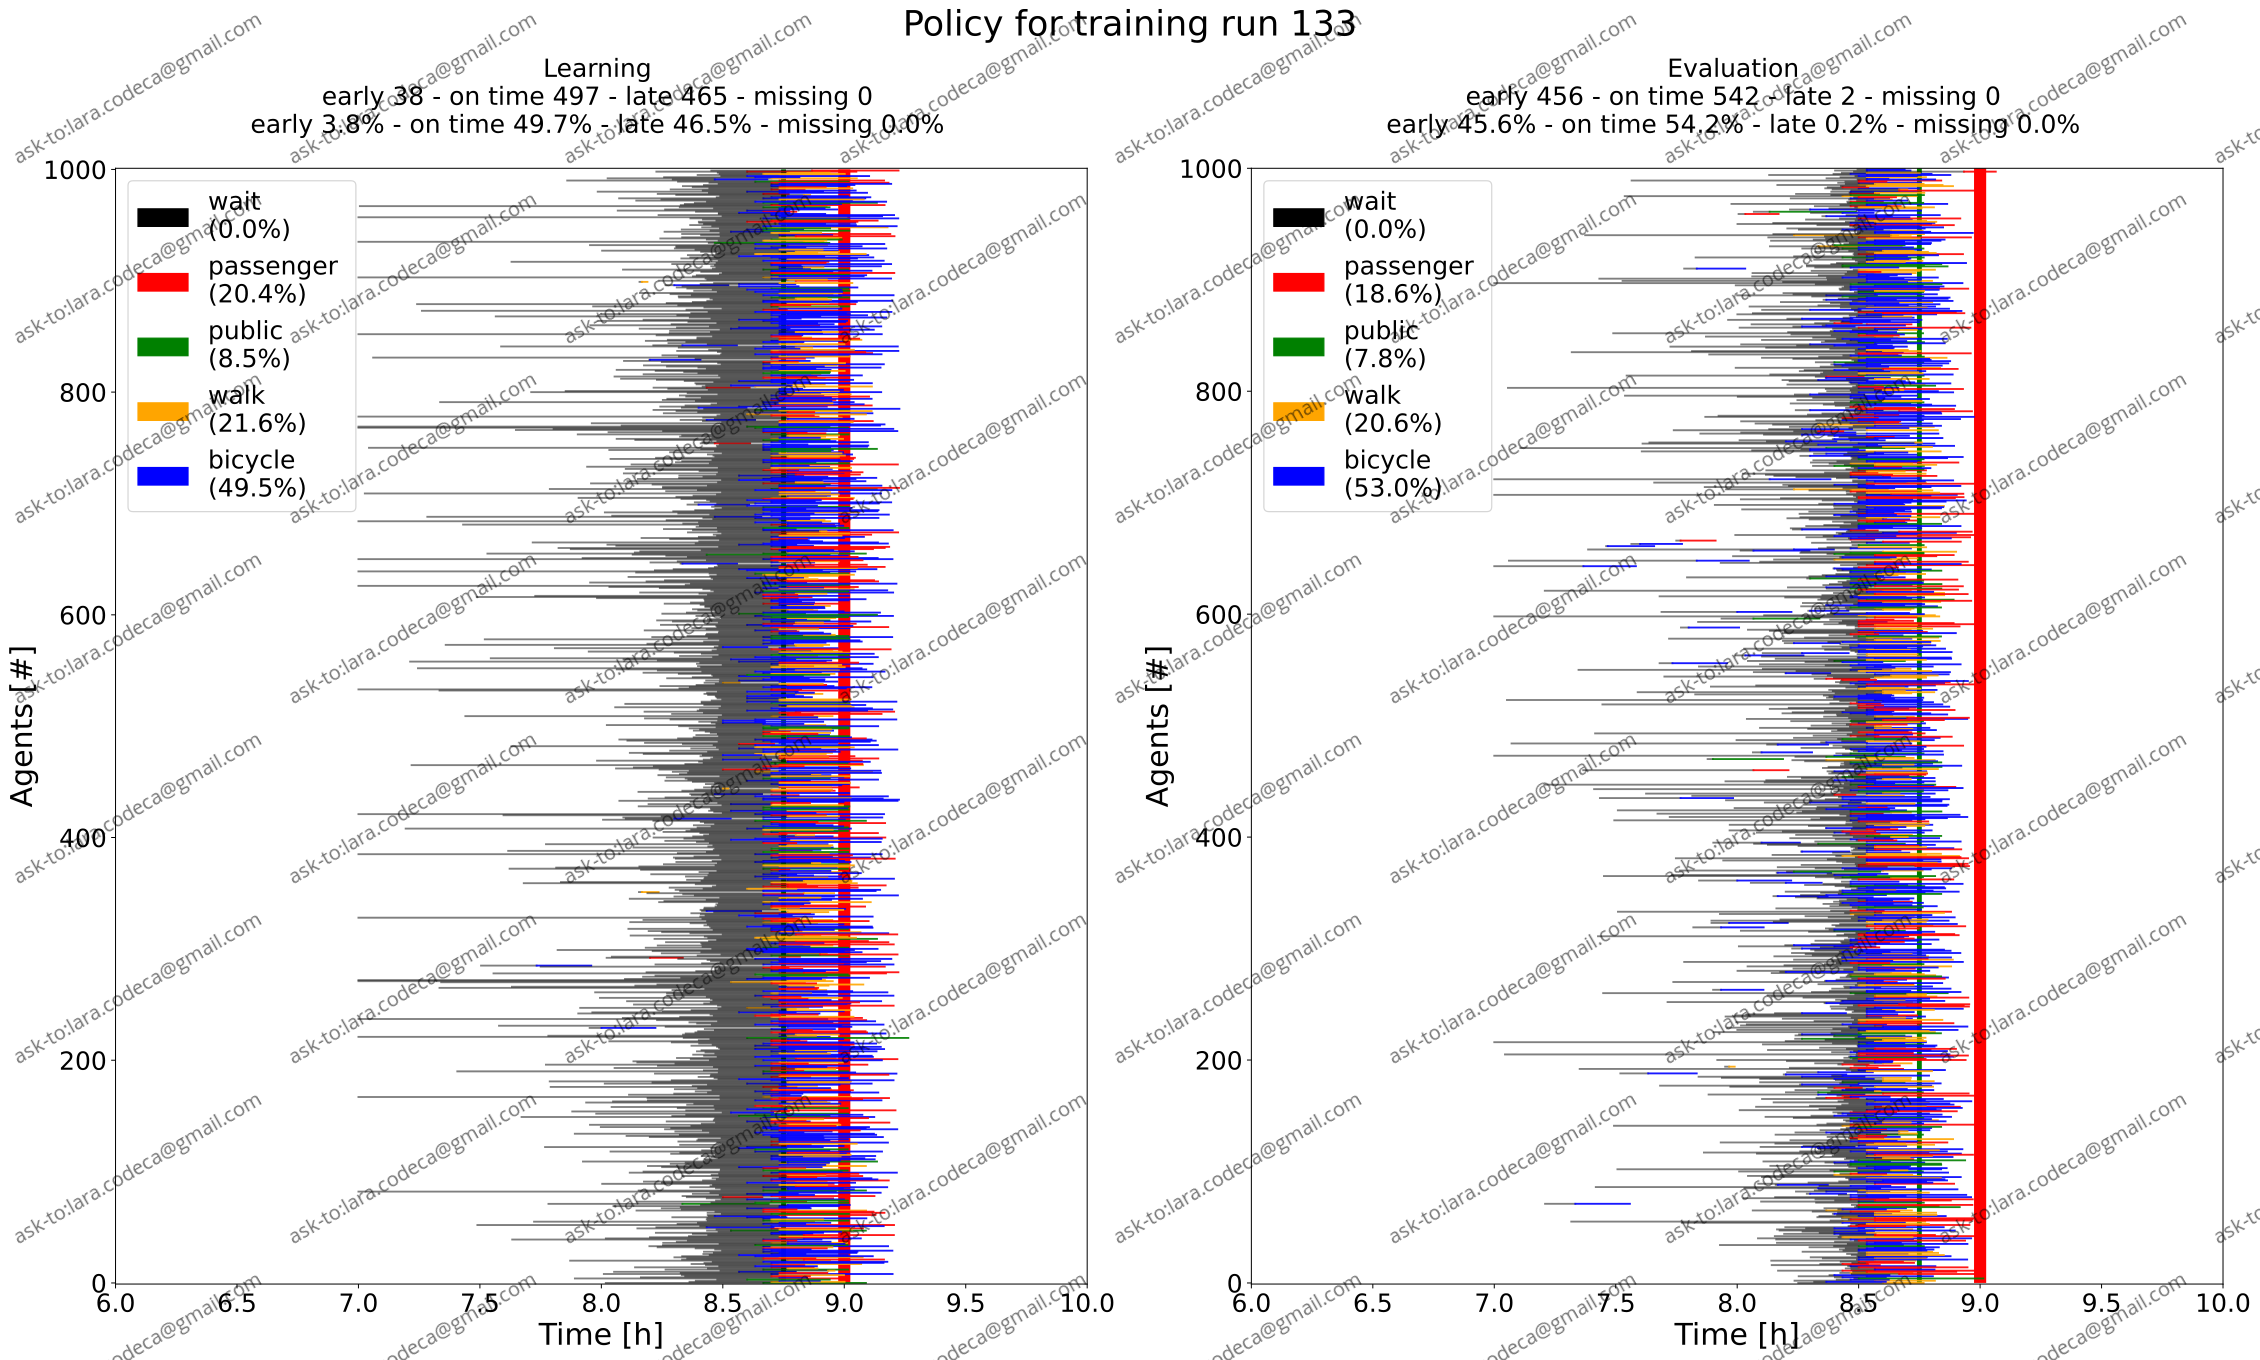 Policy for training run 133
Learning
early 38 - on time 497 - late 465 - missing 0
early 3.8% - on time 49.7% - late 46.5% - missing 0.0%
Evaluation
early 456 - on time 542 - late 2 - missing 0
early 45.6% - on time 54.2% - late 0.2% - missing 0.0%
1000
800
600
400
200
0
Agents [#]
wait
(0.0%)
passenger
(20.4%)
public
(8.5%)
walk
(21.6%)
bicycle
(49.5%)
6.0 6.5 7.0 7.5 8.0 8.5 9.0 9.5 10.0
Time [h]
1000
800
600
400
200
0
Agents [#]
wait
(0.0%)
passenger
(18.6%)
public
(7.8%)
walk
(20.6%)
bicycle
(53.0%)
6.0 6.5 7.0 7.5 8.0 8.5 9.0 9.5 10.0
Time [h]
ask-to:lara.codeca@gmail.com